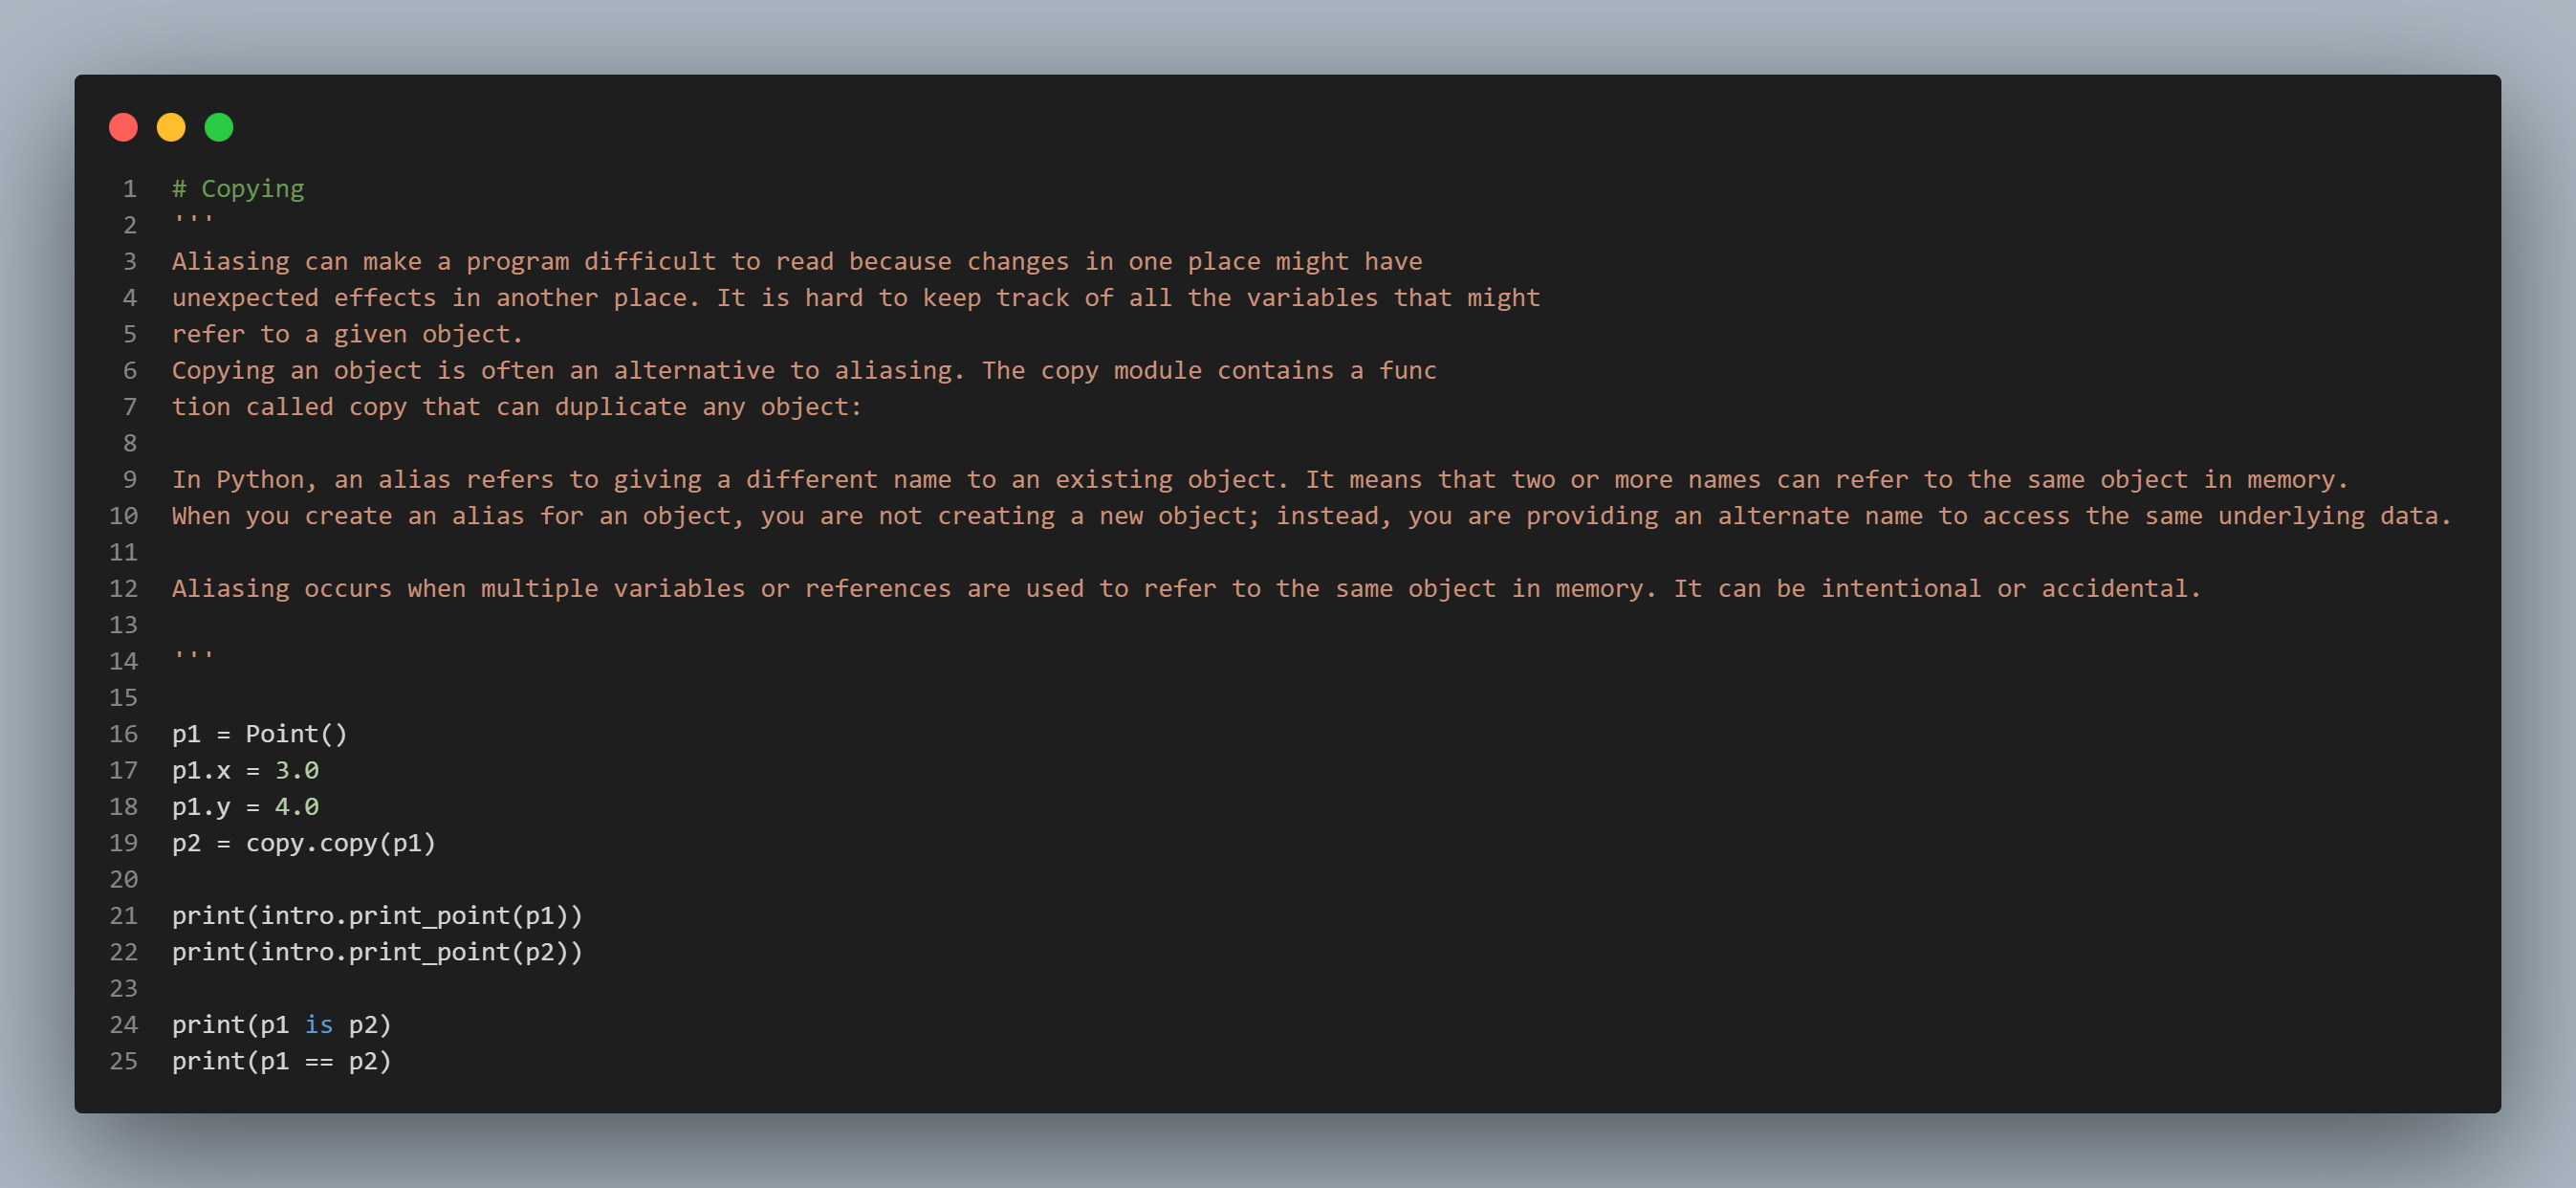 1 # Copying
2 '''
3 Aliasing can make a program difficult to read because changes in one place might have
4 unexpected effects in another place. It is hard to keep track of all the variables that might
5 refer to a given object.
6 Copying an object is often an alternative to aliasing. The copy module contains a func
7 tion called copy that can duplicate any object:
8
9 In Python, an alias refers to giving a different name to an existing object. It means that two or more names can refer to the same object in memory.
10 When you create an alias for an object, you are not creating a new object; instead, you are providing an alternate name to access the same underlying data.
11
12 Aliasing occurs when multiple variables or references are used to refer to the same object in memory. It can be intentional or accidental.
13
14 '''
15
16 p1 = Point()
17 p1.x = 3.0
18 p1.y = 4.0
19 p2 = copy.copy(p1)
20
21 print(intro.print_point(p1))
22 print(intro.print_point(p2))
23
24 print(p1 is p2)
25 print(p1 == p2)